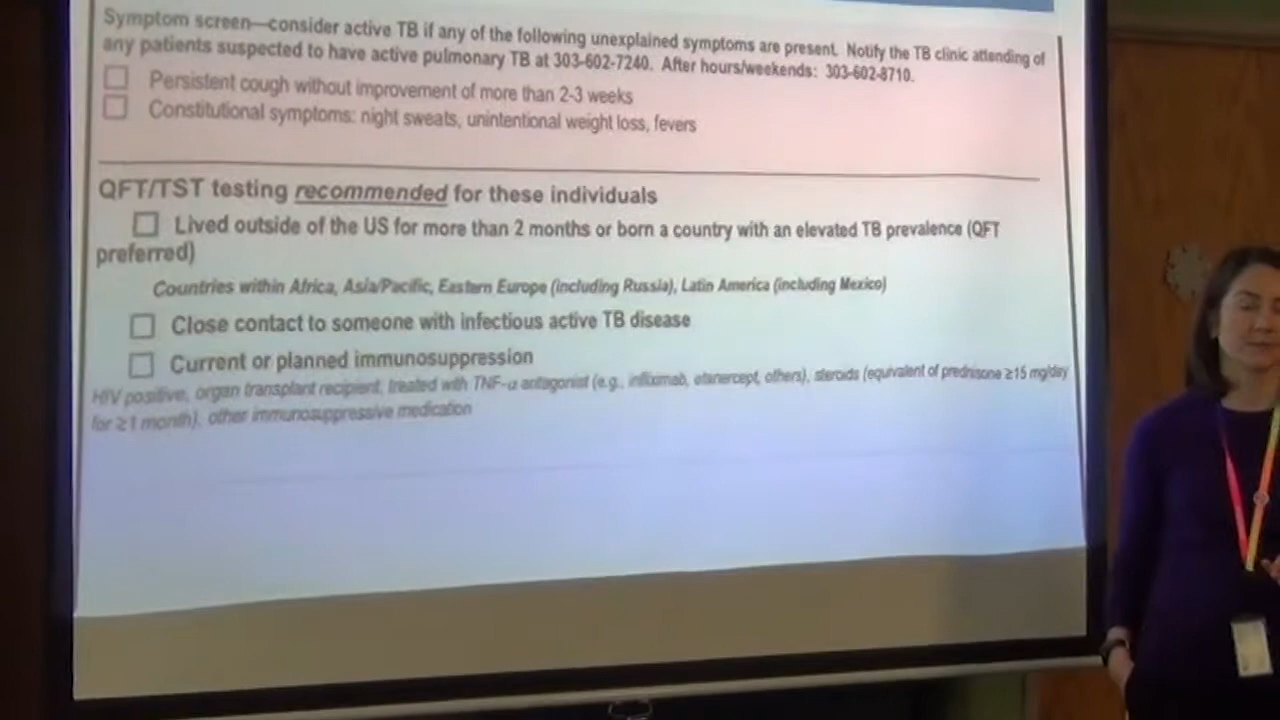 Symptom screen—consider active TB if any of the following unexplained symptoms are present. Notify the TB clinic attending of
any patients suspected to have active pulmonary TB at 303-602-7240. After hours/weekends: 303-602-8710.
Persistent cough without improvement of more than 2-3 weeks
Constitutional symptoms: night sweats, unintentional weight loss, fevers
QFT/TST testing recommended for these individuals
Lived outside of the US for more than 2 months or born a country with an elevated TB prevalence (QFT
preferred)
Countries within Africa, Asia/Pacific, Eastern Europe (including Russia), Latin America (including Mexico)
Close contact to someone with infectious active TB disease
Current or planned immunosuppression
HIV positive, organ transplant recipient, treated with TNF-α antagonist (e.g., infliximab, etanercept, others), steroids (equivalent of prednisone ≥15 mg/day
for ≥1 month), other immunosuppressive medication